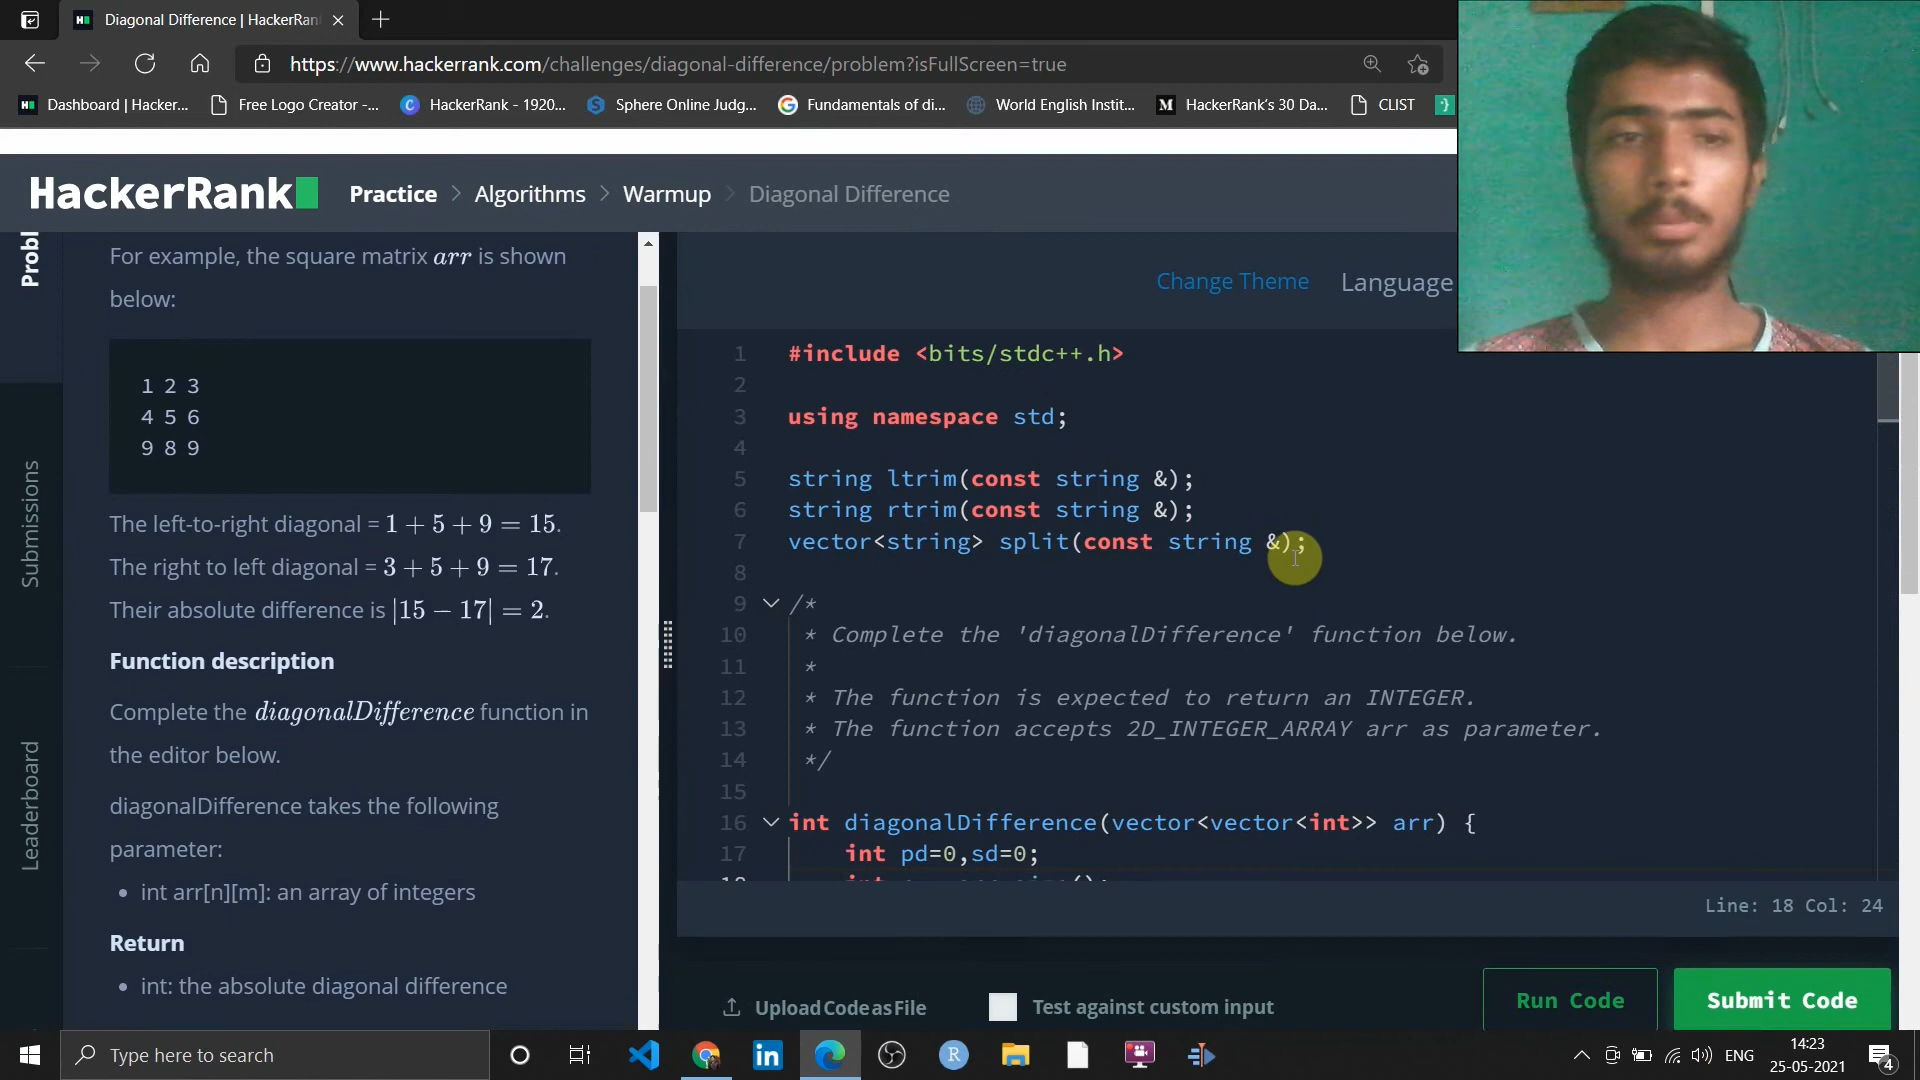 Diagonal Difference | HackerRan
https://www.hackerrank.com/challenges/diagonal-difference/problem?isFullScreen=true
Dashboard | Hacker...
Free Logo Creator -...
HackerRank - 1920...
Sphere Online Judg...
Fundamentals of di...
World English Instit...
HackerRank's 30 Da...
CLIST
HackerRank
Practice > Algorithms > Warmup > Diagonal Difference
Probl
Submissions
Leaderboard
For example, the square matrix arr is shown
below:
1 2 3
4 5 6
9 8 9
The left-to-right diagonal = 1 + 5 + 9 = 15.
The right to left diagonal = 3 + 5 + 9 = 17.
Their absolute difference is |15 − 17| = 2.
Function description
Complete the diagonalDifference function in
the editor below.
diagonalDifference takes the following
parameter:
• int arr[n][m]: an array of integers
Return
• int: the absolute diagonal difference
Change Theme
Language
1 #include <bits/stdc++.h>
2
3 using namespace std;
4
5 string ltrim(const string &);
6 string rtrim(const string &);
7 vector<string> split(const string &);
8
9 /*
10 * Complete the 'diagonalDifference' function below.
11 *
12 * The function is expected to return an INTEGER.
13 * The function accepts 2D_INTEGER_ARRAY arr as parameter.
14 */
15
16 int diagonalDifference(vector<vector<int>> arr) {
17 int pd=0,sd=0;
Line: 18 Col: 24
Upload Code as File
Test against custom input
Run Code
Submit Code
Type here to search
ENG
14:23
25-05-2021
4